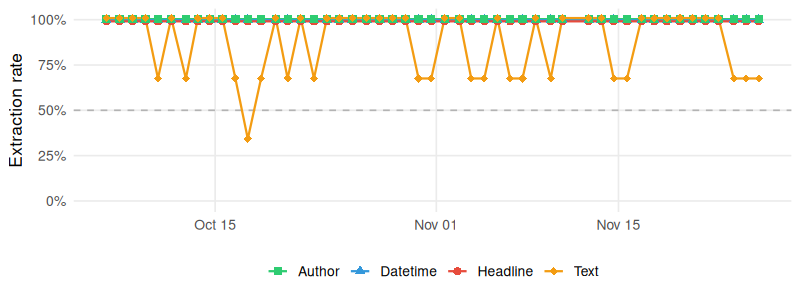 Extraction rate
100%
75%
50%
25%
0%
Oct 15 Nov 01 Nov 15
Author Datetime Headline Text